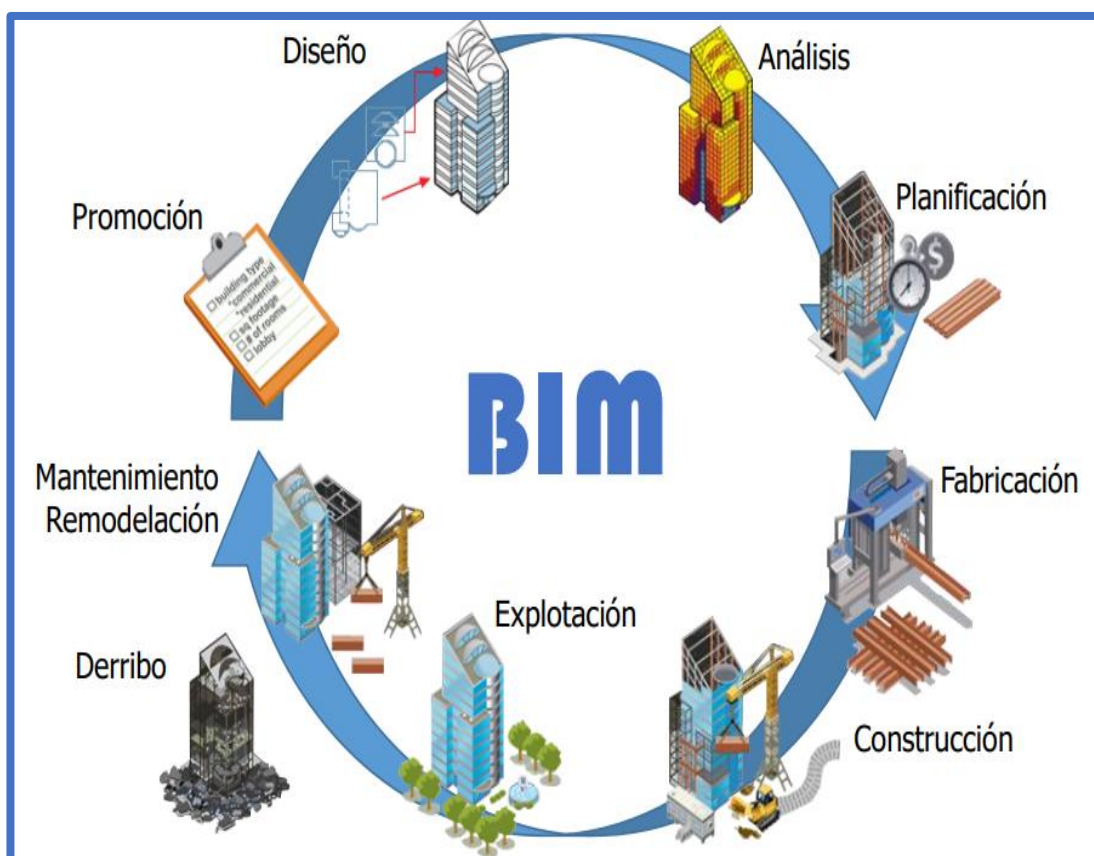 Diseño
Análisis
Promoción
Planificación
building type
*commercial
*residential
sq footage
# of rooms
lobby
$
BIM
Mantenimiento
Remodelación
Fabricación
Explotación
Derribo
Construcción